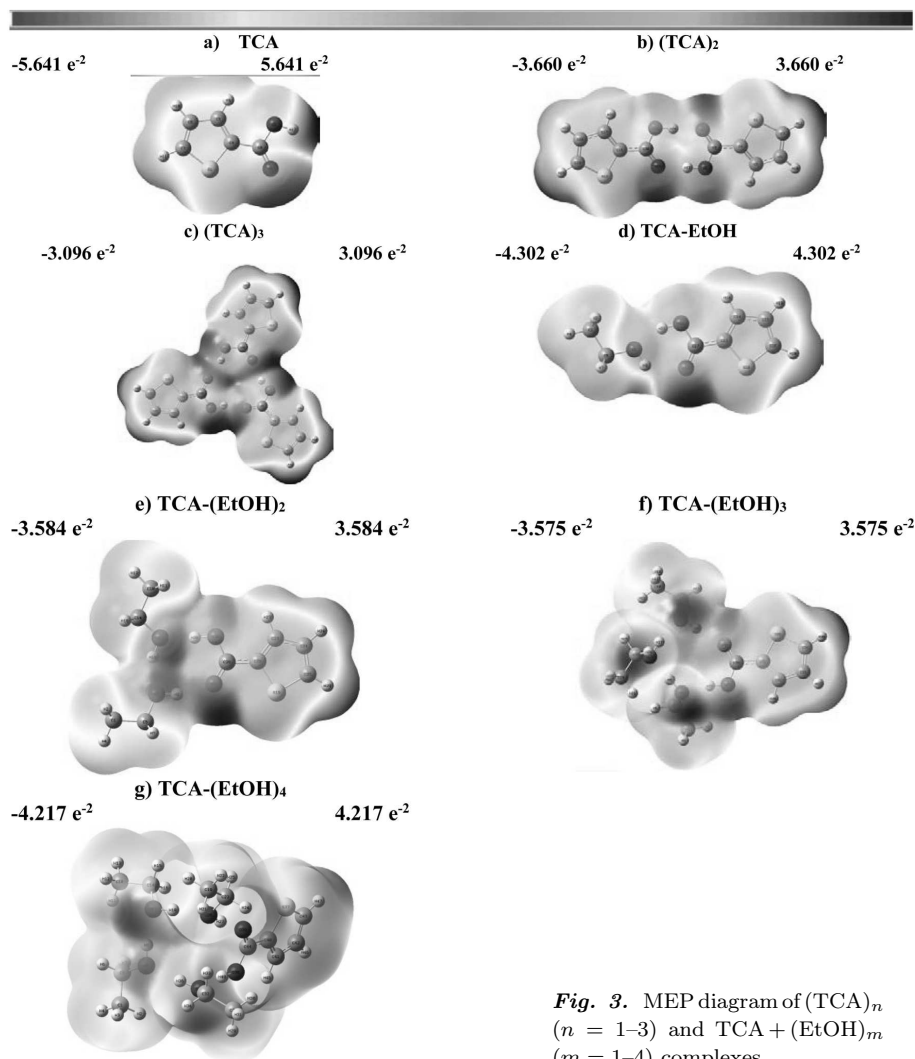 a) TCA
b) (TCA)₂
-5.641 e⁻²
5.641 e⁻²
-3.660 e⁻²
3.660 e⁻²
c) (TCA)₃
d) TCA-EtOH
-3.096 e⁻²
3.096 e⁻²
-4.302 e⁻²
4.302 e⁻²
e) TCA-(EtOH)₂
f) TCA-(EtOH)₃
-3.584 e⁻²
3.584 e⁻²
-3.575 e⁻²
3.575 e⁻²
g) TCA-(EtOH)₄
-4.217 e⁻²
4.217 e⁻²
Fig. 3. MEP diagram of (TCA)ₙ
(n = 1–3) and TCA + (EtOH)ₘ
(m = 1–4) complexes